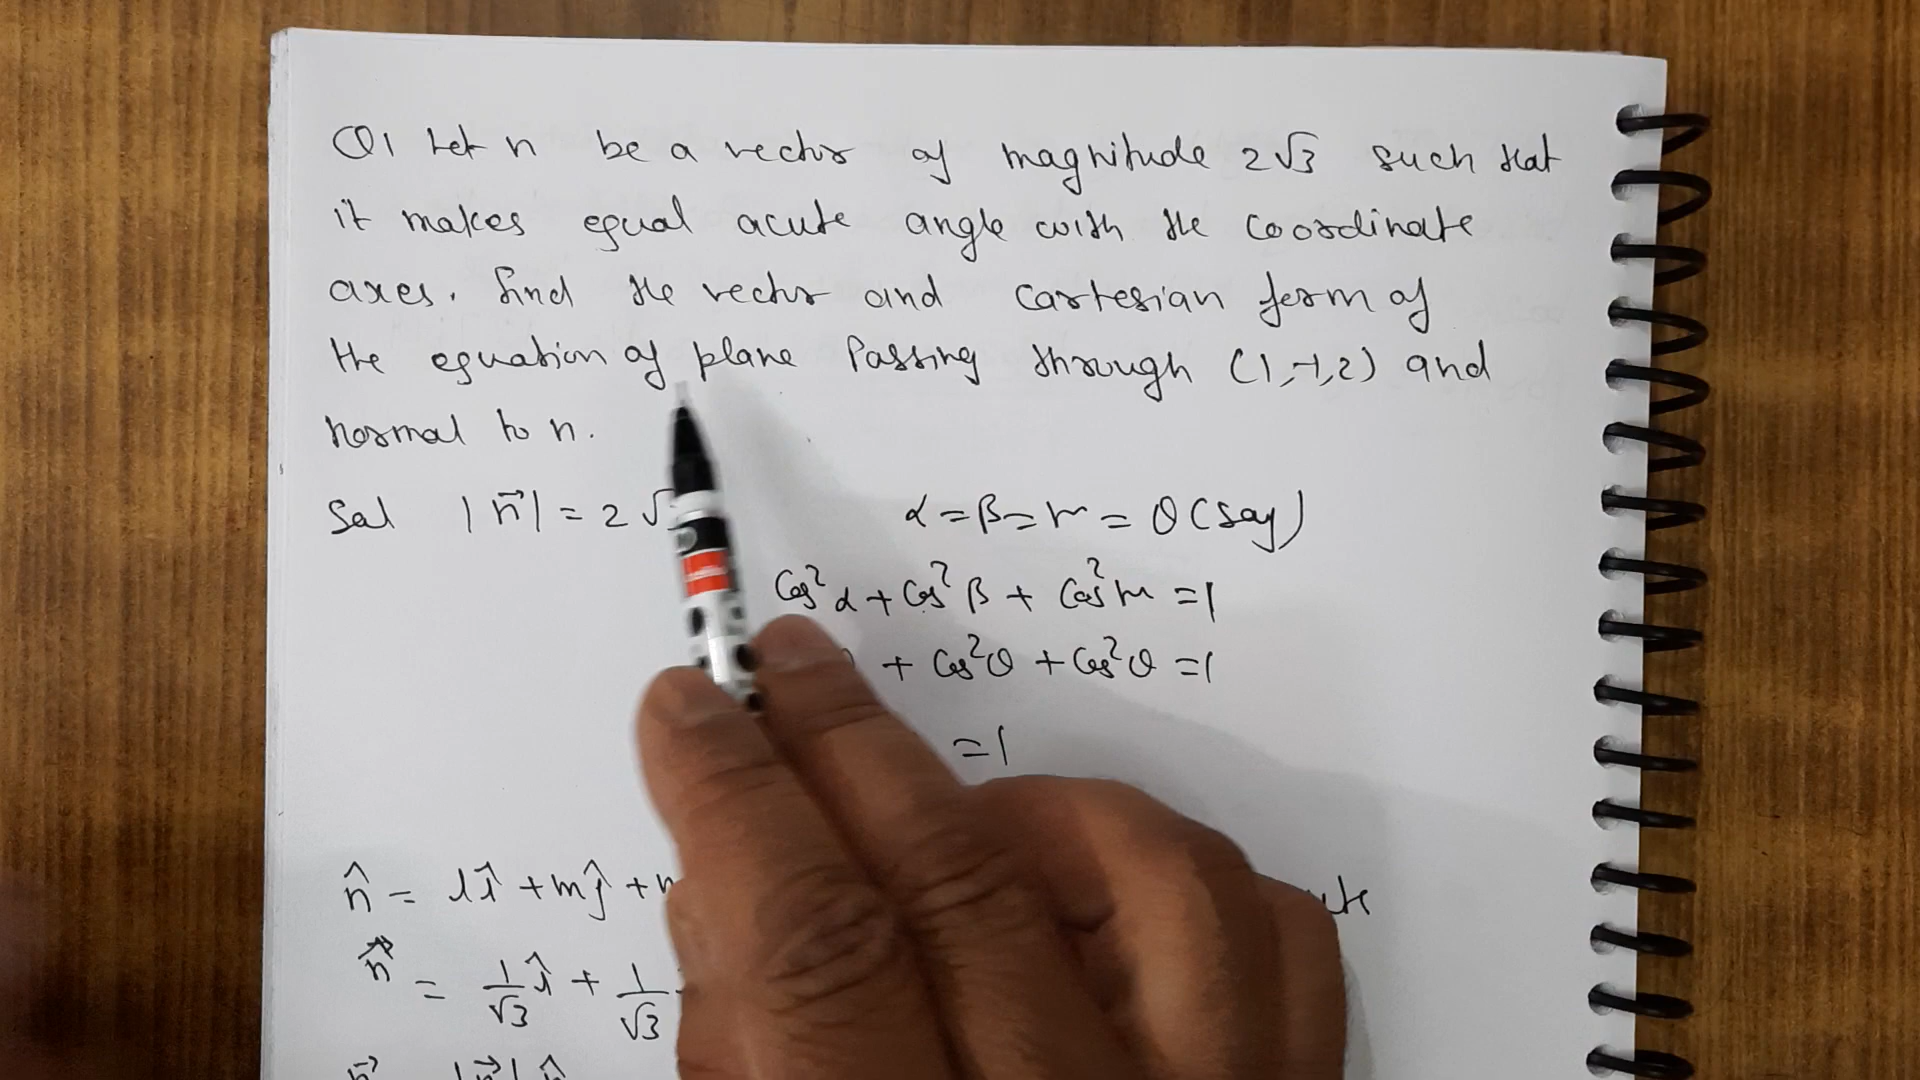 Q1 Let n be a vector of magnitude 2√3 such that
it makes equal acute angle with the coordinate
axes. find the vector and cartesian form of
the equation of plane Passing through (1,-1,2) and
normal to n.
Sol |n⃗| = 2√ α = β = r = θ (say)
Cos²α + Cos²β + Cos²r = 1
+ Cos²θ + Cos²θ = 1
= 1
n̂ = lî + mĵ +
n̂ = 1/√3 î + 1/√3
n⃗ |n⃗| n̂